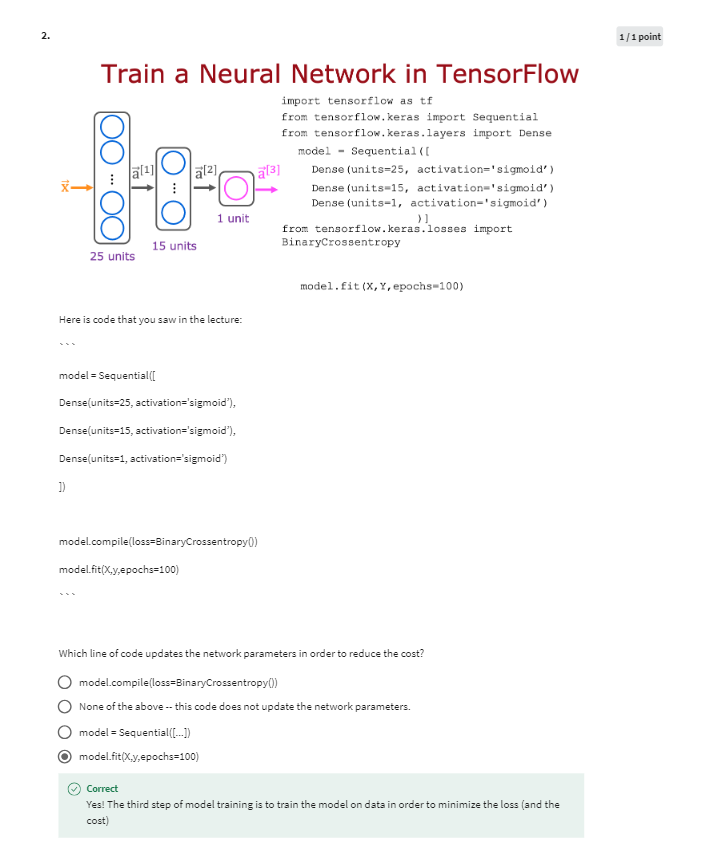 2.
1 / 1 point
Train a Neural Network in TensorFlow
import tensorflow as tf
from tensorflow.keras import Sequential
from tensorflow.keras.layers import Dense
model = Sequential([
Dense(units=25, activation='sigmoid')
Dense(units=15, activation='sigmoid')
Dense(units=1, activation='sigmoid')
)]
from tensorflow.keras.losses import
BinaryCrossentropy
model.fit(X,Y,epochs=100)
x⃗
a⃗[1]
a⃗[2]
a⃗[3]
1 unit
15 units
25 units
Here is code that you saw in the lecture:
```
model = Sequential([
Dense(units=25, activation='sigmoid'),
Dense(units=15, activation='sigmoid'),
Dense(units=1, activation='sigmoid')
])
model.compile(loss=BinaryCrossentropy())
model.fit(X,y,epochs=100)
```
Which line of code updates the network parameters in order to reduce the cost?
model.compile(loss=BinaryCrossentropy())
None of the above -- this code does not update the network parameters.
model = Sequential([...])
model.fit(X,y,epochs=100)
Correct
Yes! The third step of model training is to train the model on data in order to minimize the loss (and the
cost)